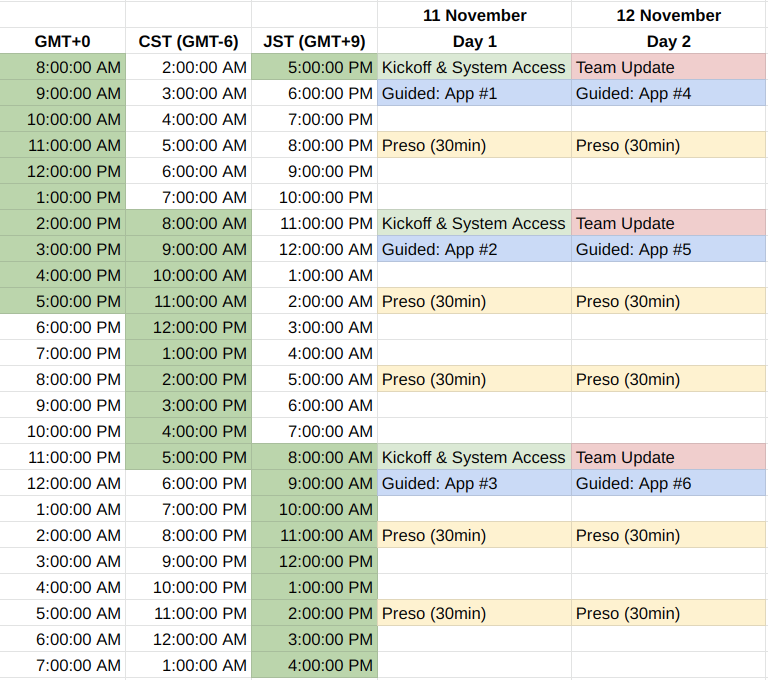 11 November 12 November
GMT+0 CST (GMT-6) JST (GMT+9) Day 1 Day 2
8:00:00 AM 2:00:00 AM 5:00:00 PM Kickoff & System Access Team Update
9:00:00 AM 3:00:00 AM 6:00:00 PM Guided: App #1 Guided: App #4
10:00:00 AM 4:00:00 AM 7:00:00 PM
11:00:00 AM 5:00:00 AM 8:00:00 PM Preso (30min) Preso (30min)
12:00:00 PM 6:00:00 AM 9:00:00 PM
1:00:00 PM 7:00:00 AM 10:00:00 PM
2:00:00 PM 8:00:00 AM 11:00:00 PM Kickoff & System Access Team Update
3:00:00 PM 9:00:00 AM 12:00:00 AM Guided: App #2 Guided: App #5
4:00:00 PM 10:00:00 AM 1:00:00 AM
5:00:00 PM 11:00:00 AM 2:00:00 AM Preso (30min) Preso (30min)
6:00:00 PM 12:00:00 PM 3:00:00 AM
7:00:00 PM 1:00:00 PM 4:00:00 AM
8:00:00 PM 2:00:00 PM 5:00:00 AM Preso (30min) Preso (30min)
9:00:00 PM 3:00:00 PM 6:00:00 AM
10:00:00 PM 4:00:00 PM 7:00:00 AM
11:00:00 PM 5:00:00 PM 8:00:00 AM Kickoff & System Access Team Update
12:00:00 AM 6:00:00 PM 9:00:00 AM Guided: App #3 Guided: App #6
1:00:00 AM 7:00:00 PM 10:00:00 AM
2:00:00 AM 8:00:00 PM 11:00:00 AM Preso (30min) Preso (30min)
3:00:00 AM 9:00:00 PM 12:00:00 PM
4:00:00 AM 10:00:00 PM 1:00:00 PM
5:00:00 AM 11:00:00 PM 2:00:00 PM Preso (30min) Preso (30min)
6:00:00 AM 12:00:00 AM 3:00:00 PM
7:00:00 AM 1:00:00 AM 4:00:00 PM